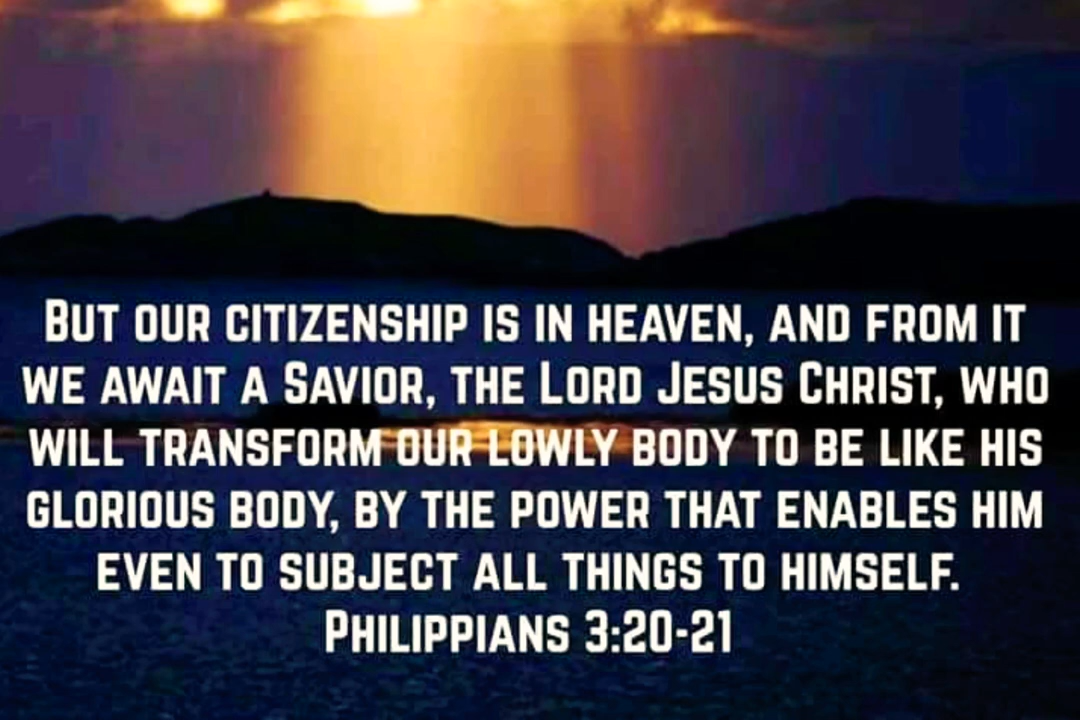 But our citizenship is in heaven, and from it
we await a Savior, the Lord Jesus Christ, who
will transform our lowly body to be like his
glorious body, by the power that enables him
even to subject all things to himself.
Philippians 3:20-21